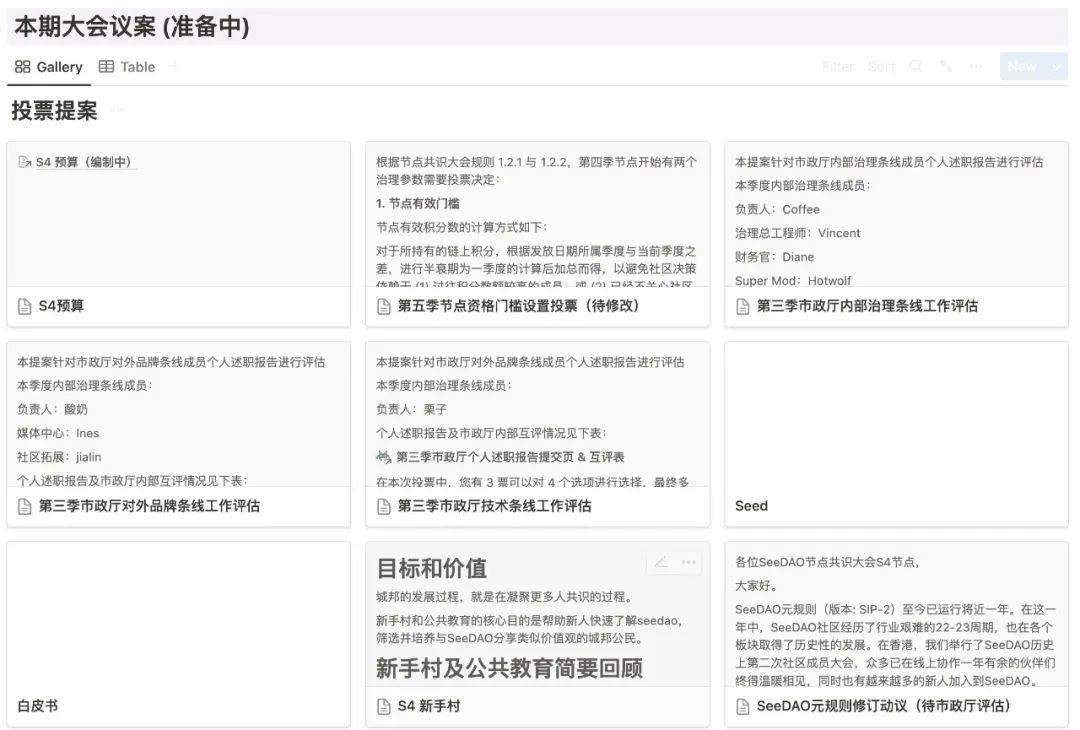 本期大会议案 (准备中)
Gallery Table
Filter Sort New
投票提案
S4 预算（编制中）
S4预算
根据节点共识大会规则 1.2.1 与 1.2.2，第四季节点开始有两个
治理参数需要投票决定：
1. 节点有效门槛
节点有效积分数的计算方式如下：
对于所持有的链上积分，根据发放日期所属季度与当前季度之
差，进行半衰期为一季度的计算后加总而得，以避免社区决策
依赖于 (1) 过往积分数额较高的成员，或 (2) 已经不关心社区
第五季节点资格门槛设置投票（待修改）
本提案针对市政厅内部治理条线成员个人述职报告进行评估
本季度内部治理条线成员：
负责人：Coffee
治理总工程师：Vincent
财务官：Diane
Super Mod：Hotwolf
第三季市政厅内部治理条线工作评估
本提案针对市政厅对外品牌条线成员个人述职报告进行评估
本季度内部治理条线成员：
负责人：酸奶
媒体中心：Ines
社区拓展：jialin
个人述职报告及市政厅内部互评情况见下表：
第三季市政厅对外品牌条线工作评估
本提案针对市政厅对外品牌条线成员个人述职报告进行评估
本季度内部治理条线成员：
负责人：栗子
个人述职报告及市政厅内部互评情况见下表：
第三季市政厅个人述职报告提交页 & 互评表
在本次投票中，您有 3 票可以对 4 个选项进行选择，最终多
第三季市政厅技术条线工作评估
Seed
白皮书
目标和价值
城邦的发展过程，就是在凝聚更多人共识的过程。
新手村和公共教育的核心目的是帮助新人快速了解seedao，
筛选并培养与SeeDAO分享类似价值观的城邦公民。
新手村及公共教育简要回顾
S4 新手村
各位SeeDAO节点共识大会S4节点，
大家好。
SeeDAO元规则（版本: SIP-2）至今已运行将近一年。在这一
年中，SeeDAO社区经历了行业艰难的22-23周期，也在各个
板块取得了历史性的发展。在香港，我们举行了SeeDAO历史
上第二次社区成员大会，众多已在线上协作一年有余的伙伴们
终得温暖相见，同时也有越来越多的新人加入到SeeDAO。
SeeDAO元规则修订动议（待市政厅评估）